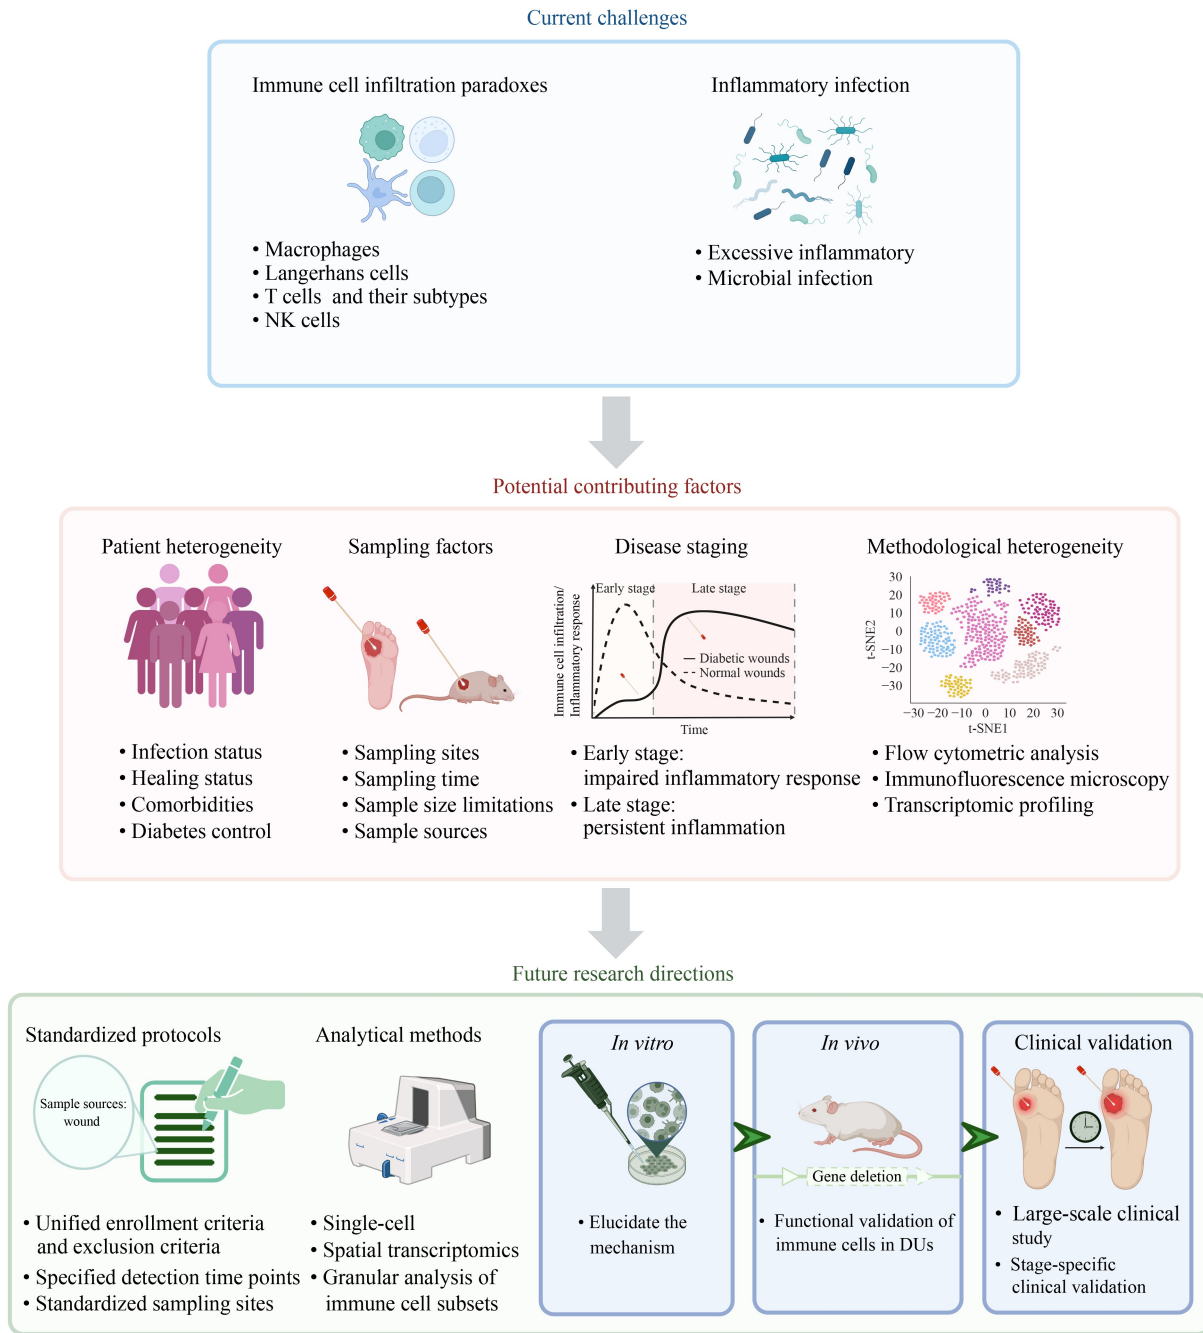 Current challenges
Immune cell infiltration paradoxes
• Macrophages
• Langerhans cells
• T cells and their subtypes
• NK cells
Inflammatory infection
• Excessive inflammatory
• Microbial infection
Potential contributing factors
Patient heterogeneity
• Infection status
• Healing status
• Comorbidities
• Diabetes control
Sampling factors
• Sampling sites
• Sampling time
• Sample size limitations
• Sample sources
Disease staging
Immune cell infiltration/
Inflammatory response
Early stage
Late stage
Diabetic wounds
Normal wounds
Time
• Early stage:
impaired inflammatory response
• Late stage:
persistent inflammation
Methodological heterogeneity
t-SNE2
30
20
10
0
−10
−20
−30
−30 −20 −10 0 10 20 30
t-SNE1
• Flow cytometric analysis
• Immunofluorescence microscopy
• Transcriptomic profiling
Future research directions
Standardized protocols
Sample sources:
wound
• Unified enrollment criteria
and exclusion criteria
• Specified detection time points
• Standardized sampling sites
Analytical methods
• Single-cell
• Spatial transcriptomics
• Granular analysis of
immune cell subsets
In vitro
• Elucidate the
mechanism
In vivo
Gene deletion
• Functional validation of
immune cells in DUs
Clinical validation
• Large-scale clinical
study
• Stage-specific
clinical validation